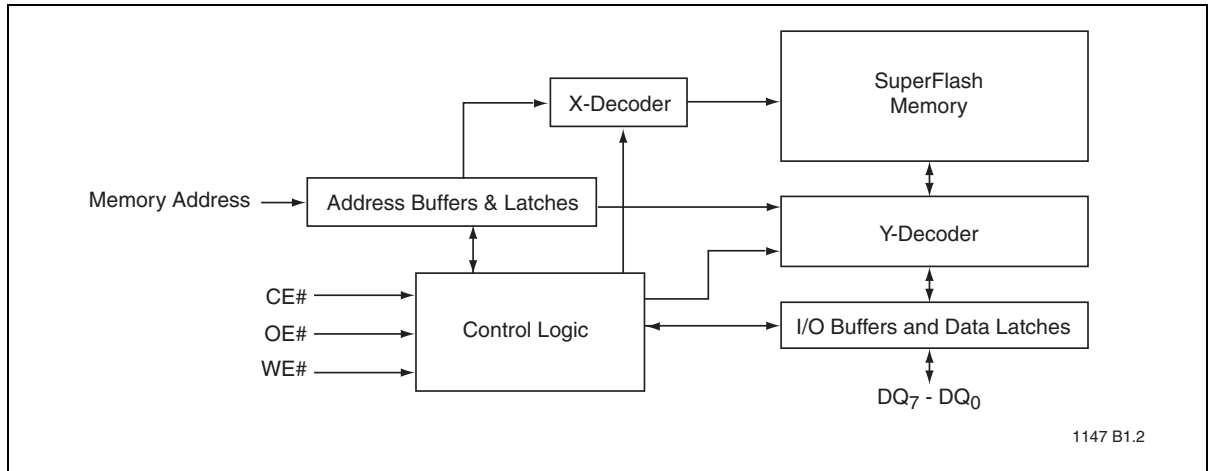 SuperFlash
Memory
X-Decoder
Memory Address
Address Buffers & Latches
Y-Decoder
CE#
OE#
WE#
Control Logic
I/O Buffers and Data Latches
DQ7 - DQ0
1147 B1.2